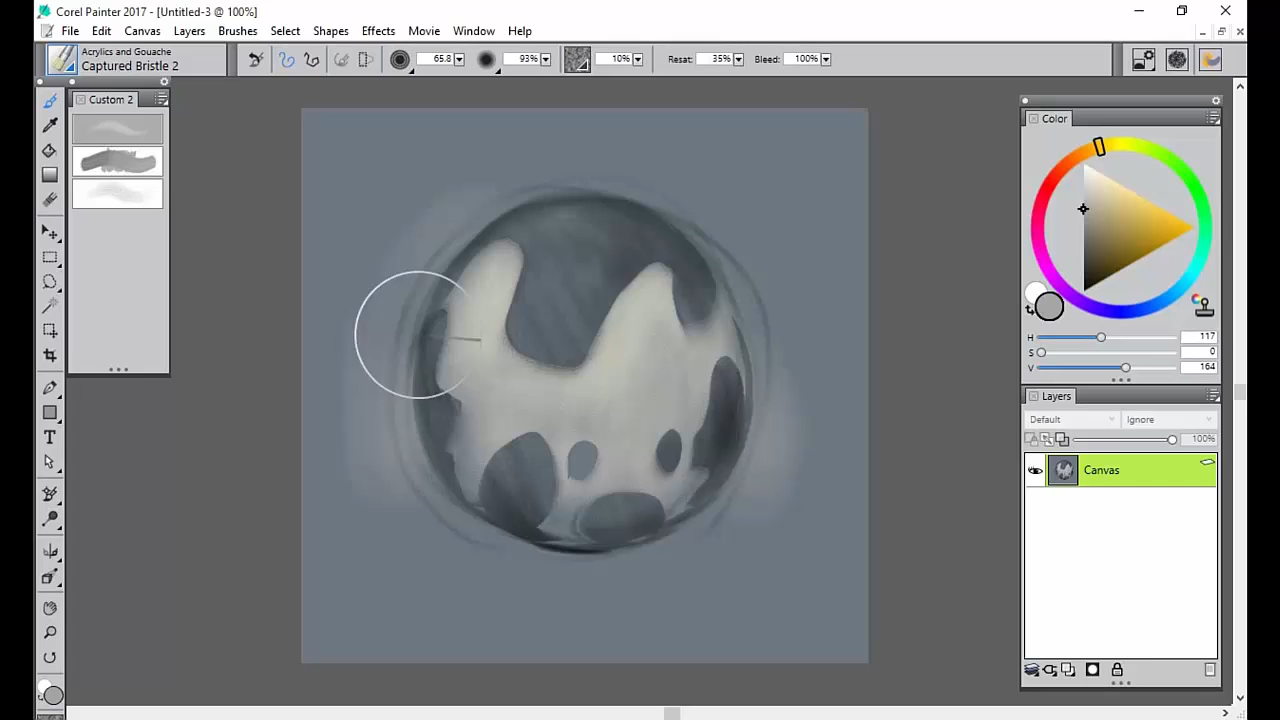 Corel Painter 2017 - [Untitled-3 @ 100%]
File Edit Canvas Layers Brushes Select Shapes Effects Movie Window Help
Acrylics and Gouache
Captured Bristle 2
65.8 93% 10% Resat: 35% Bleed: 100%
Custom 2
Color
H 117
S 0
V 164
Layers
Default Ignore
100%
Canvas